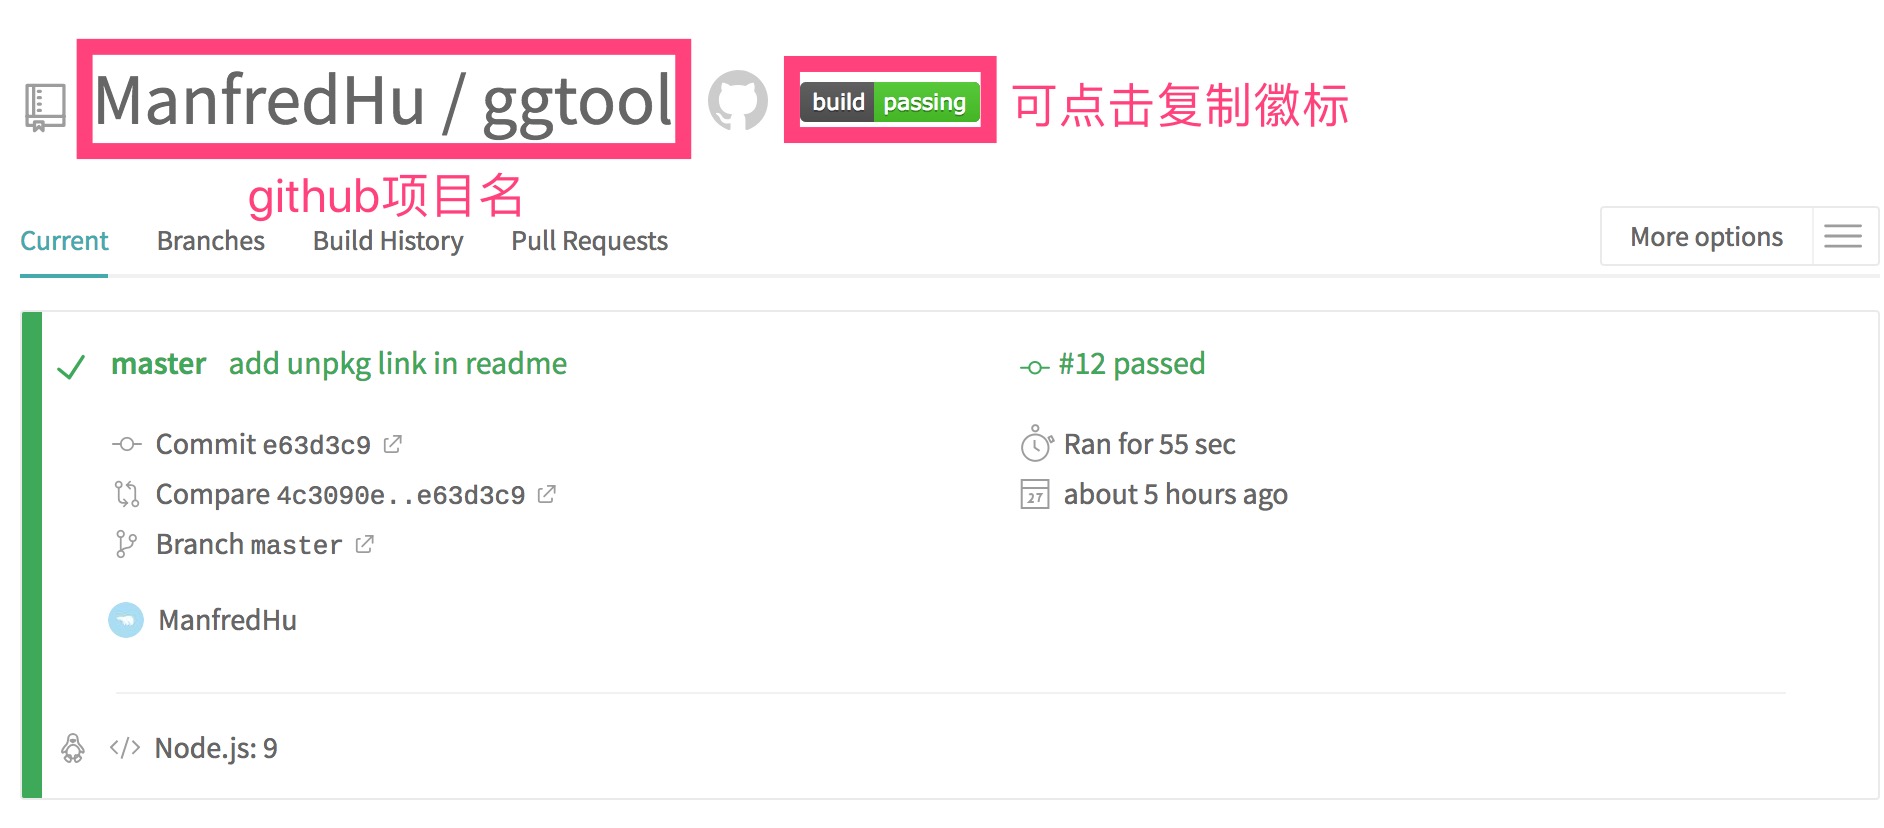 ManfredHu / ggtool
build passing
可点击复制徽标
github项目名
Current
Branches
Build History
Pull Requests
More options
master add unpkg link in readme
#12 passed
Commit e63d3c9
Ran for 55 sec
Compare 4c3090e..e63d3c9
27
about 5 hours ago
Branch master
ManfredHu
</> Node.js: 9